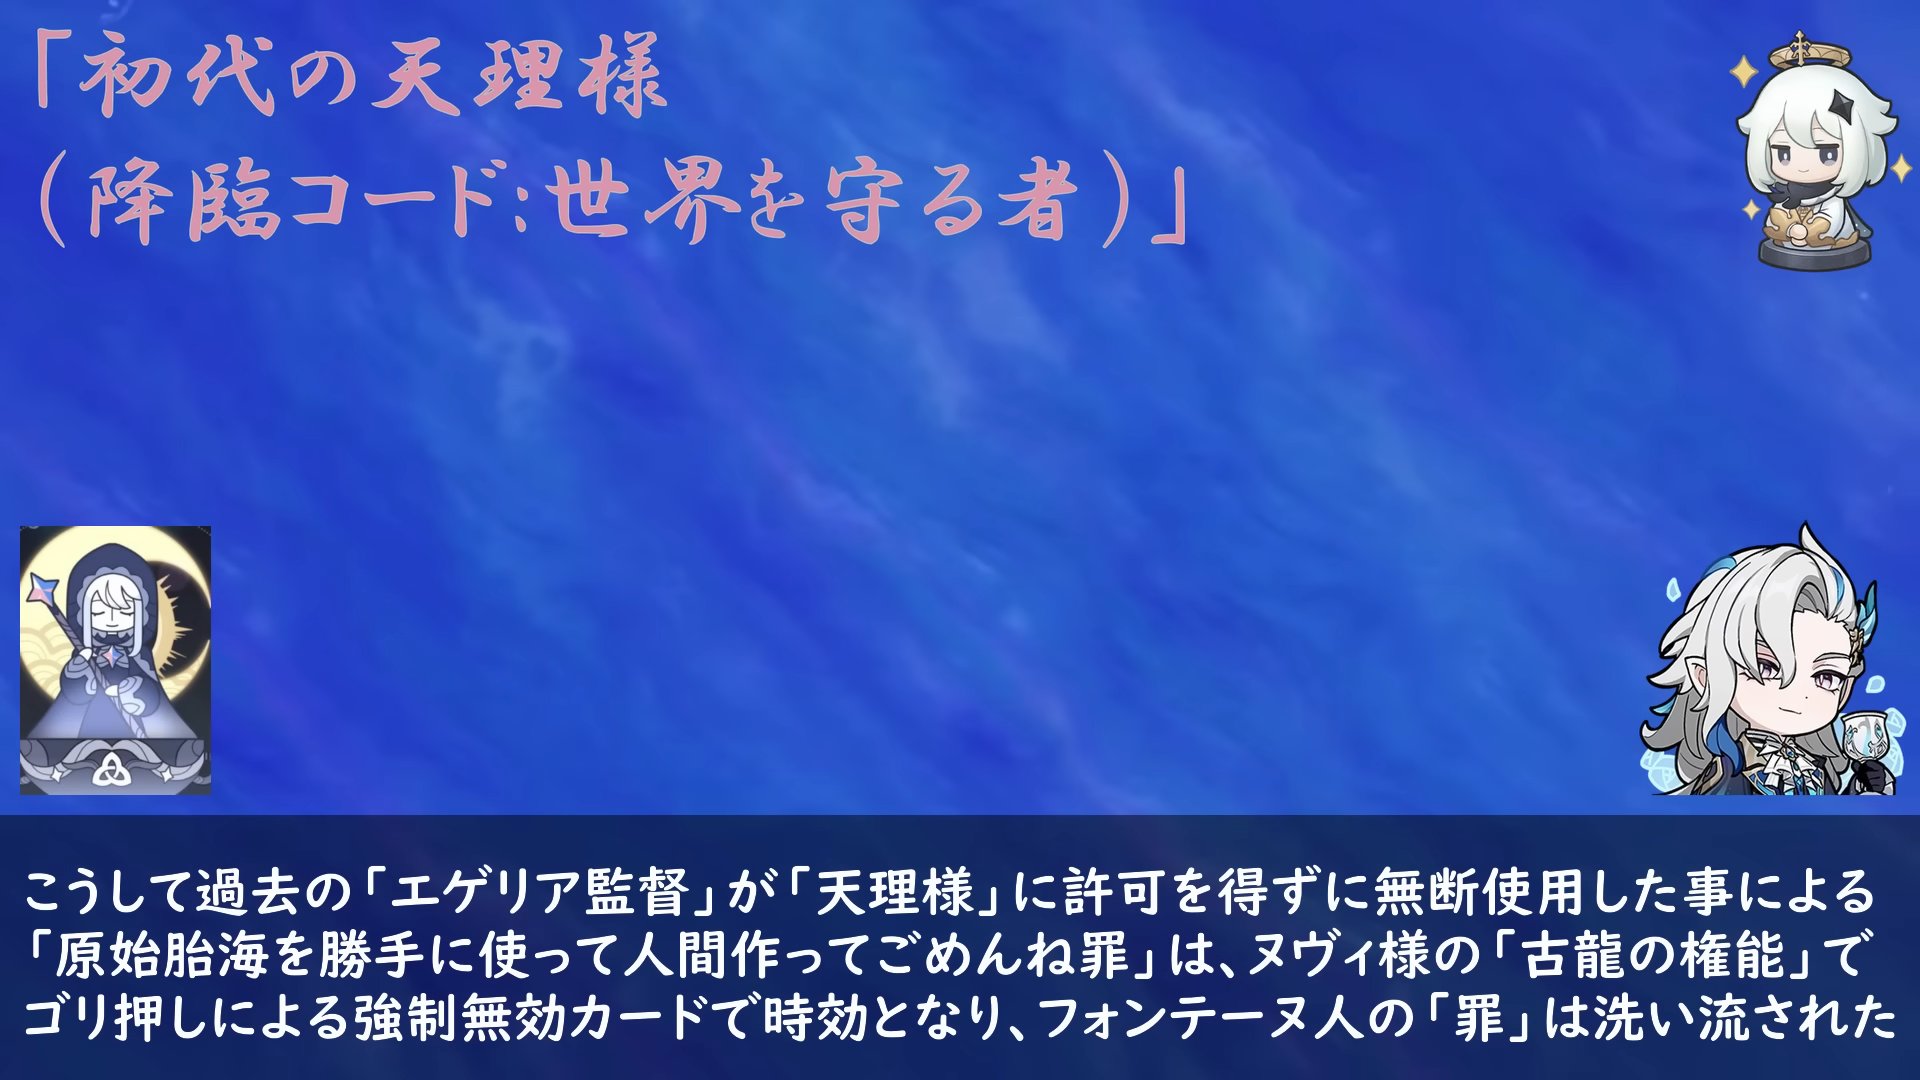 「初代の天理様
(降臨コード:世界を守る者)」
こうして過去の「エゲリア監督」が「天理様」に許可を得ずに無断使用した事による
「原始胎海を勝手に使って人間作ってごめんね罪」は、ヌヴィ様の「古龍の権能」で
ゴリ押しによる強制無効カードで時効となり、フォンテーヌ人の「罪」は洗い流された